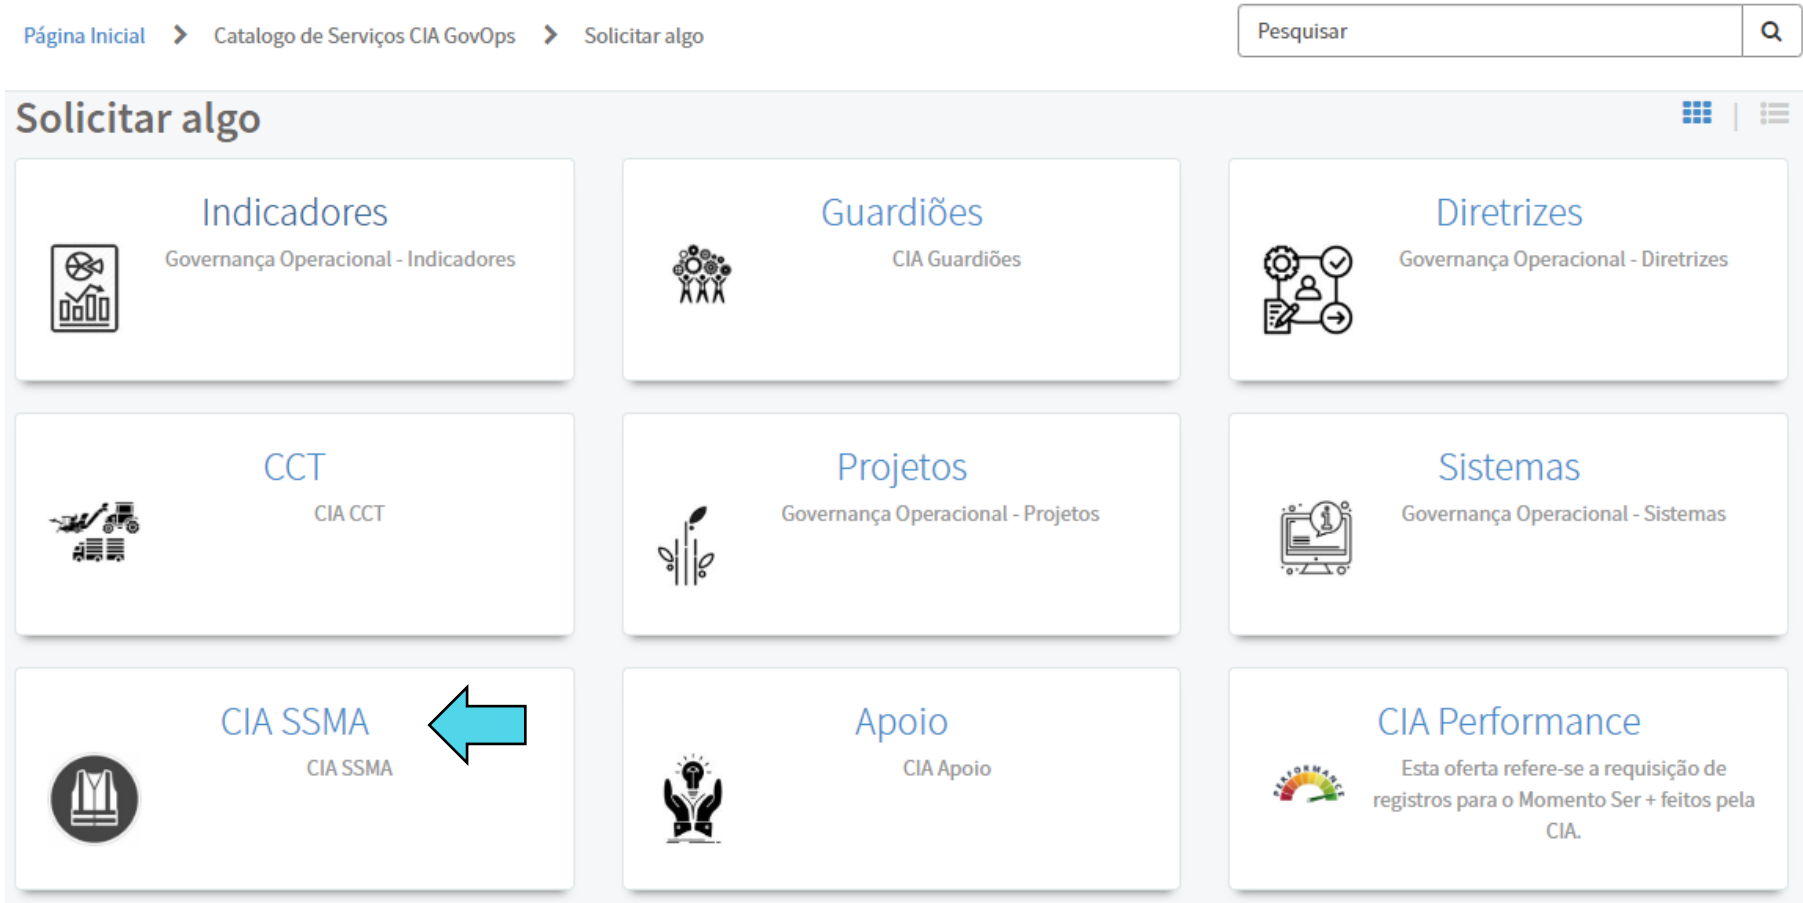 Página Inicial > Catalogo de Serviços CIA GovOps > Solicitar algo
Pesquisar
Solicitar algo
Indicadores
Governança Operacional - Indicadores
Guardiões
CIA Guardiões
Diretrizes
Governança Operacional - Diretrizes
CCT
CIA CCT
Projetos
Governança Operacional - Projetos
Sistemas
Governança Operacional - Sistemas
CIA SSMA
CIA SSMA
Apoio
CIA Apoio
CIA Performance
PERFORMANCE
Esta oferta refere-se a requisição de
registros para o Momento Ser + feitos pela
CIA.